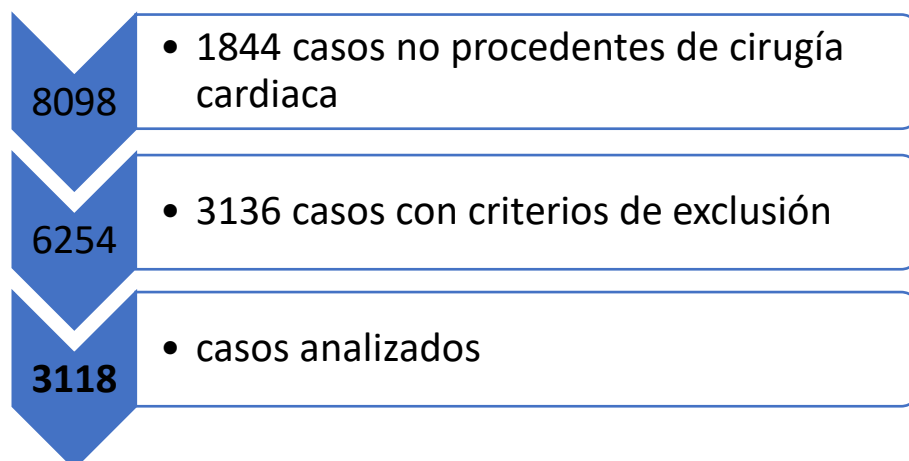 8098
• 1844 casos no procedentes de cirugía
cardiaca
6254
• 3136 casos con criterios de exclusión
3118
• casos analizados